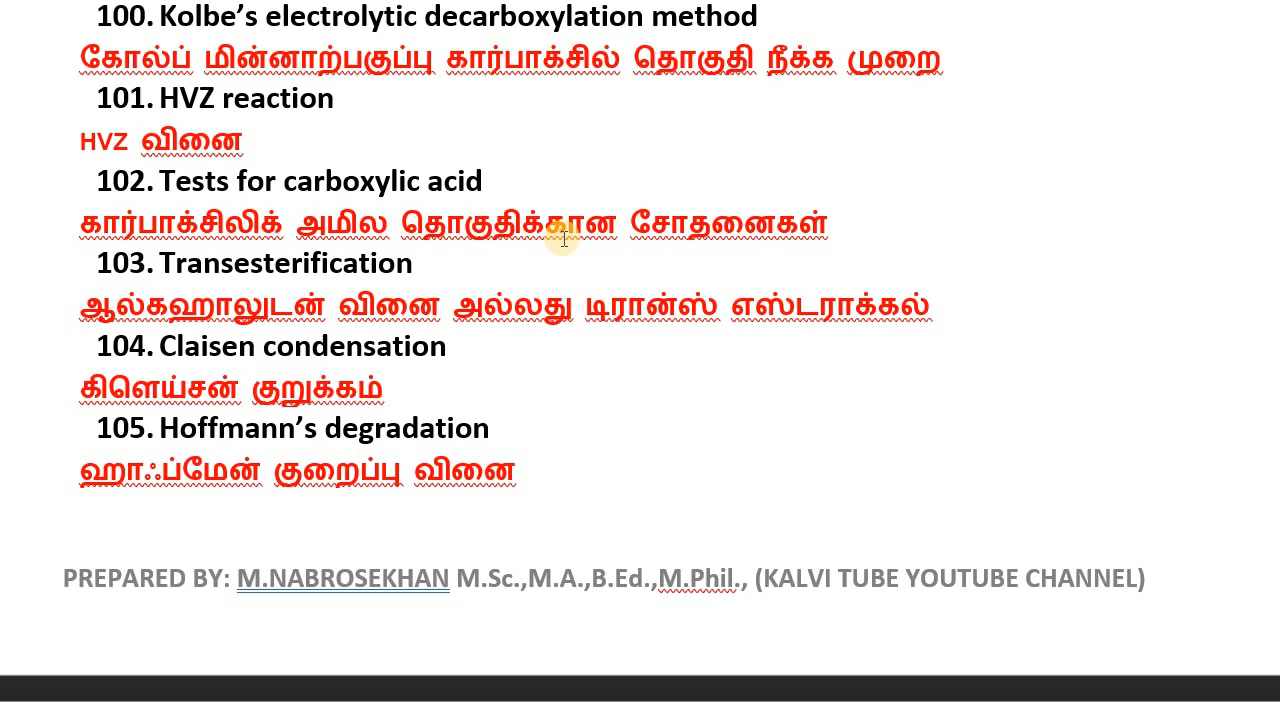 100. Kolbe’s electrolytic decarboxylation method
கோல்ப் மின்னாற்பகுப்பு கார்பாக்சில் தொகுதி நீக்க முறை
101. HVZ reaction
HVZ வினை
102. Tests for carboxylic acid
கார்பாக்சிலிக் அமில தொகுதிக்கான சோதனைகள்
103. Transesterification
ஆல்கஹாலுடன் வினை அல்லது டிரான்ஸ் எஸ்டராக்கல்
104. Claisen condensation
கிளெய்சன் குறுக்கம்
105. Hoffmann’s degradation
ஹாஃப்மேன் குறைப்பு வினை
PREPARED BY: M.NABROSEKHAN M.Sc.,M.A.,B.Ed.,M.Phil., (KALVI TUBE YOUTUBE CHANNEL)